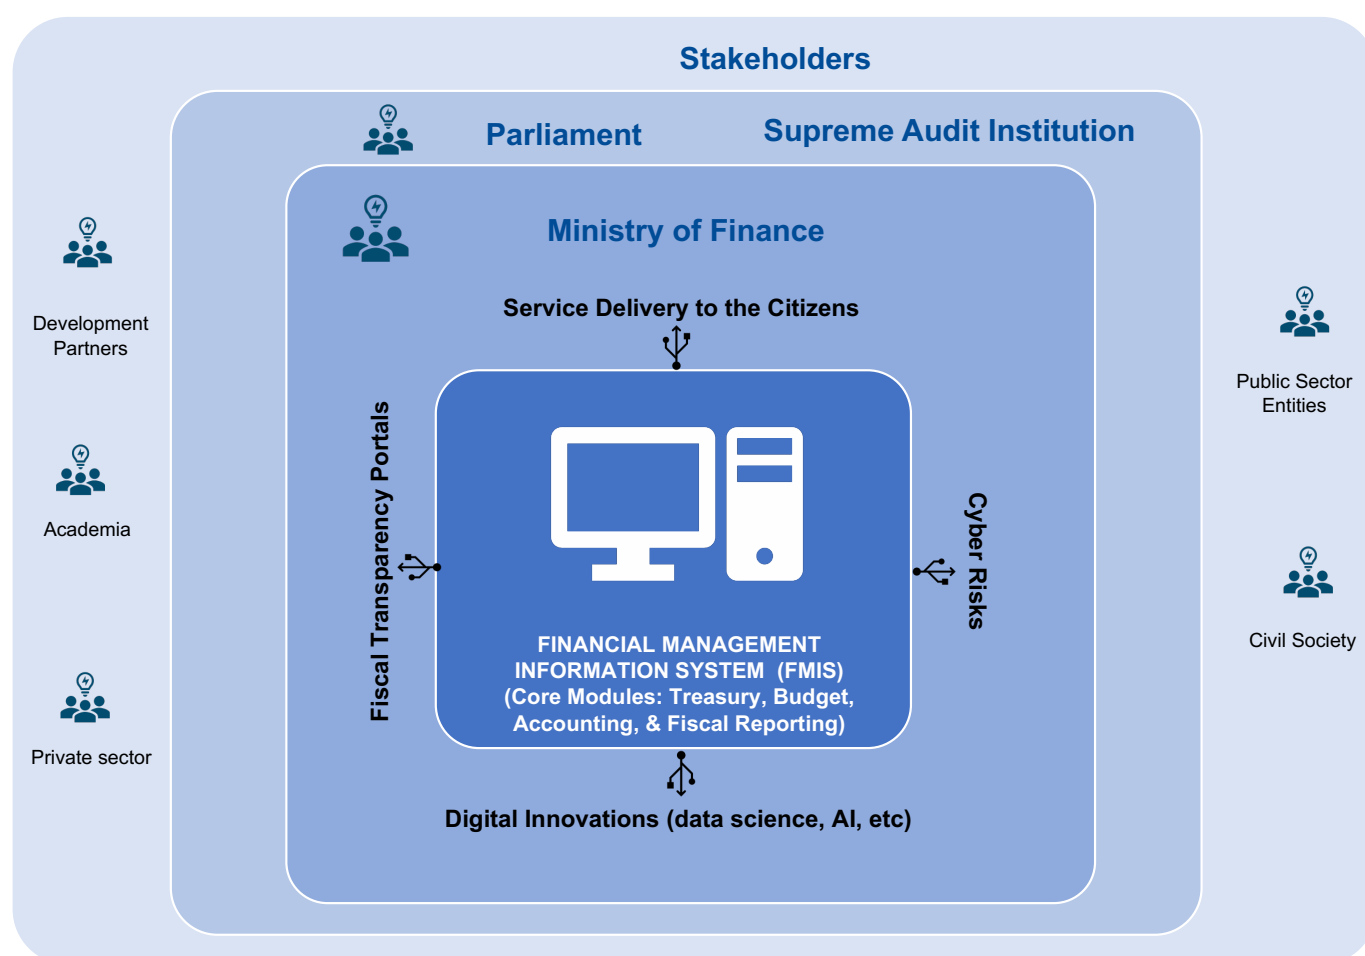 Stakeholders
Parliament
Supreme Audit Institution
Ministry of Finance
Service Delivery to the Citizens
Development
Partners
Academia
Private sector
Fiscal Transparency Portals
FINANCIAL MANAGEMENT
INFORMATION SYSTEM (FMIS)
(Core Modules: Treasury, Budget,
Accounting, & Fiscal Reporting)
Cyber Risks
Digital Innovations (data science, AI, etc)
Public Sector
Entities
Civil Society